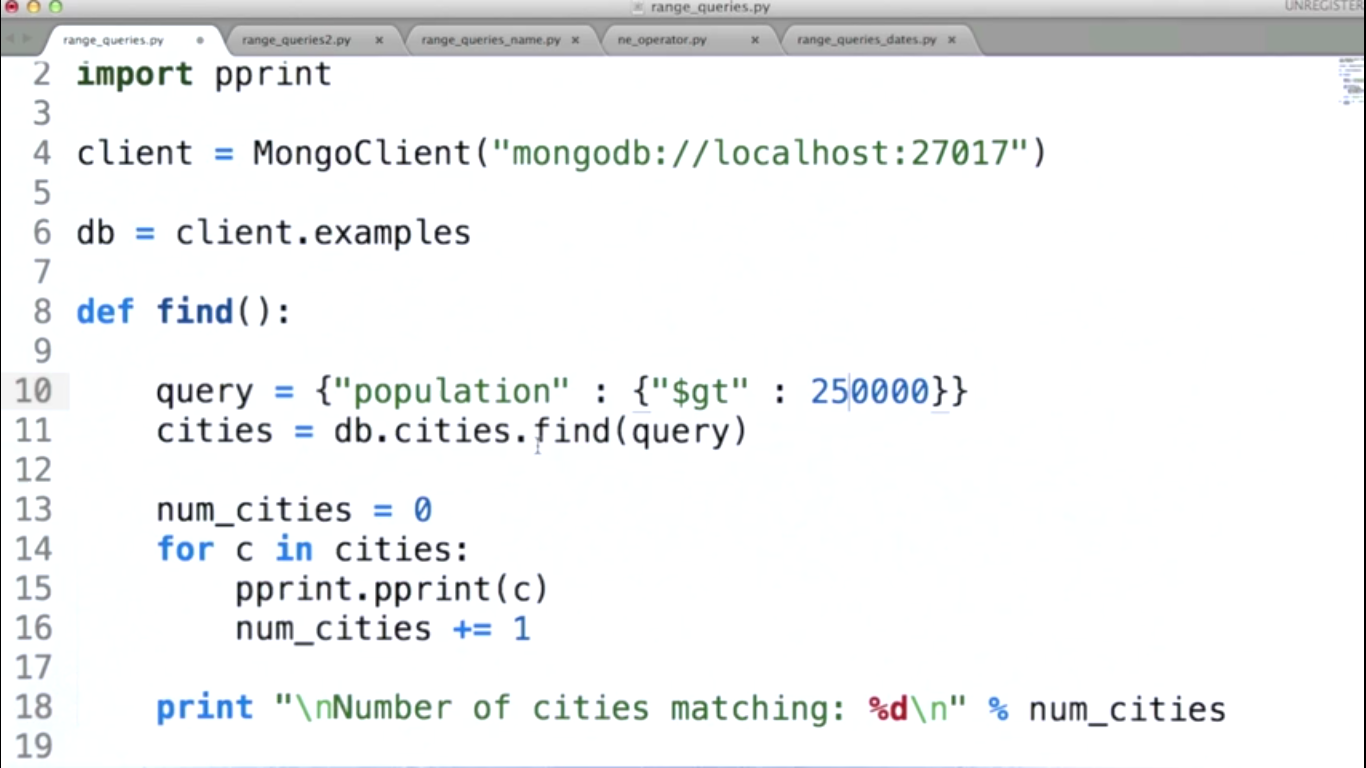 range_queries.py
UNREGISTER
range_queries.py
range_queries2.py
range_queries_name.py
ne_operator.py
range_queries_dates.py
2 import pprint
3
4 client = MongoClient("mongodb://localhost:27017")
5
6 db = client.examples
7
8 def find():
9
10 query = {"population" : {"$gt" : 250000}}
11 cities = db.cities.find(query)
12
13 num_cities = 0
14 for c in cities:
15 pprint.pprint(c)
16 num_cities += 1
17
18 print "\nNumber of cities matching: %d\n" % num_cities
19